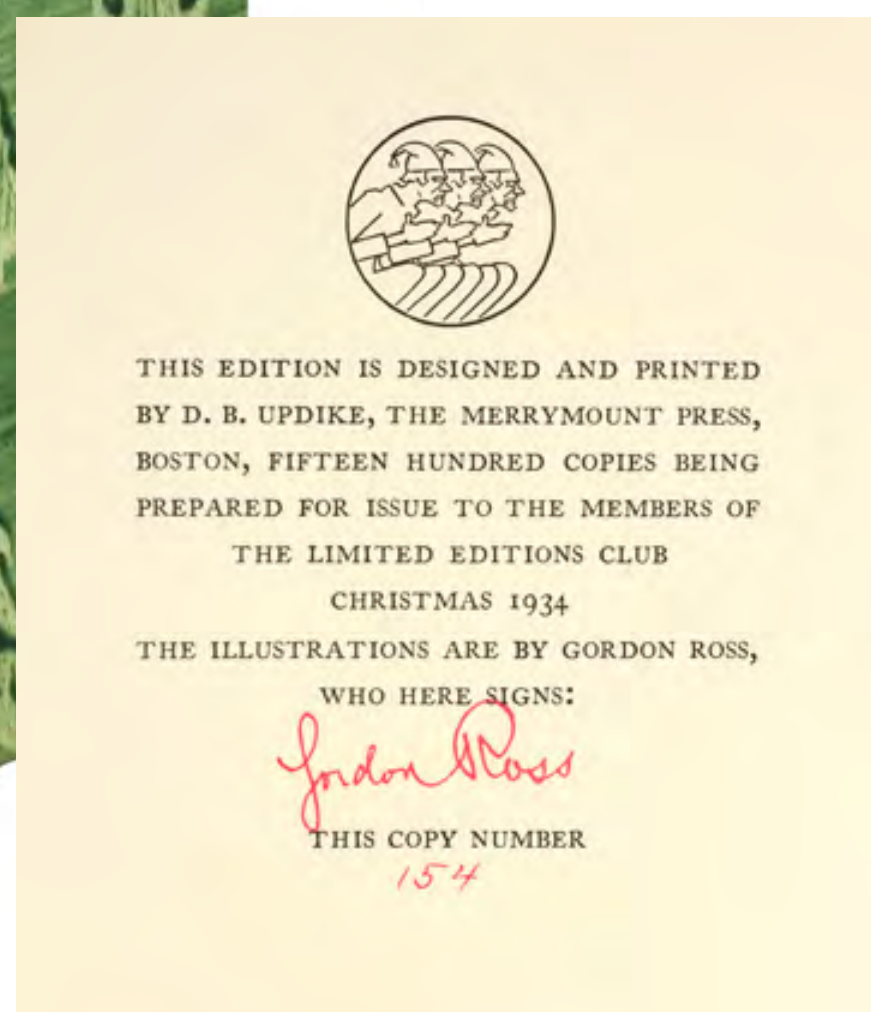 THIS EDITION IS DESIGNED AND PRINTED
BY D. B. UPDIKE, THE MERRYMOUNT PRESS,
BOSTON, FIFTEEN HUNDRED COPIES BEING
PREPARED FOR ISSUE TO THE MEMBERS OF
THE LIMITED EDITIONS CLUB
CHRISTMAS 1934
THE ILLUSTRATIONS ARE BY GORDON ROSS,
WHO HERE SIGNS:
Gordon Ross
THIS COPY NUMBER
154